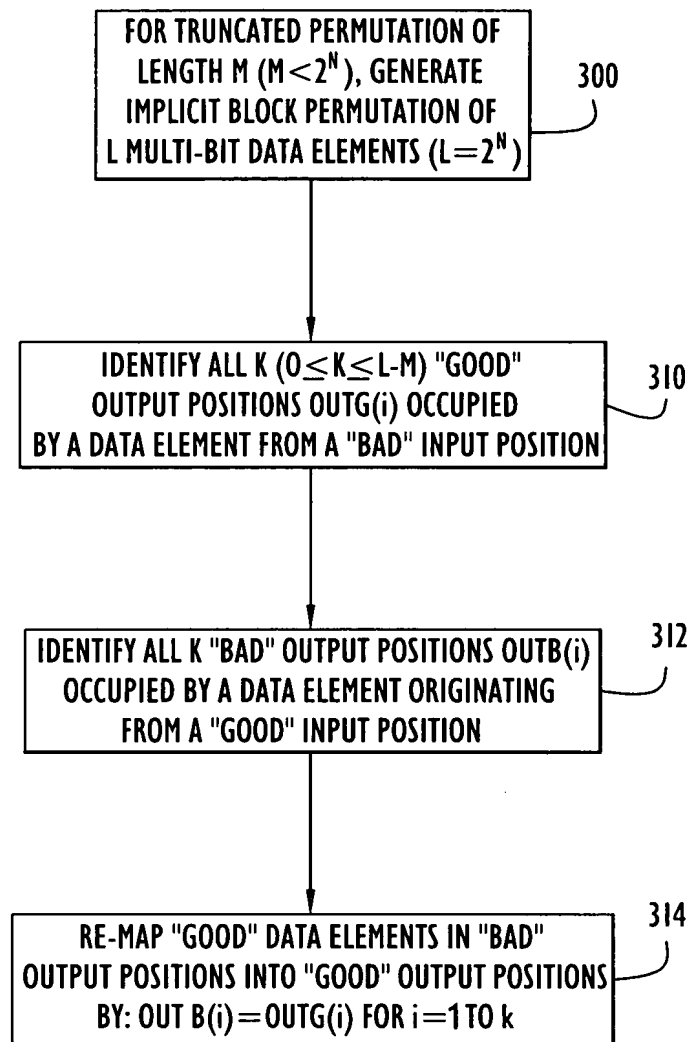 FOR TRUNCATED PERMUTATION OF
LENGTH M (M<2^N), GENERATE
IMPLICIT BLOCK PERMUTATION OF
L MULTI-BIT DATA ELEMENTS (L=2^N)
300
IDENTIFY ALL K (0≤K≤L-M) "GOOD"
OUTPUT POSITIONS OUTG(i) OCCUPIED
BY A DATA ELEMENT FROM A "BAD" INPUT POSITION
310
IDENTIFY ALL K "BAD" OUTPUT POSITIONS OUTB(i)
OCCUPIED BY A DATA ELEMENT ORIGINATING
FROM A "GOOD" INPUT POSITION
312
RE-MAP "GOOD" DATA ELEMENTS IN "BAD"
OUTPUT POSITIONS INTO "GOOD" OUTPUT POSITIONS
BY: OUT B(i)=OUTG(i) FOR i=1 TO k
314